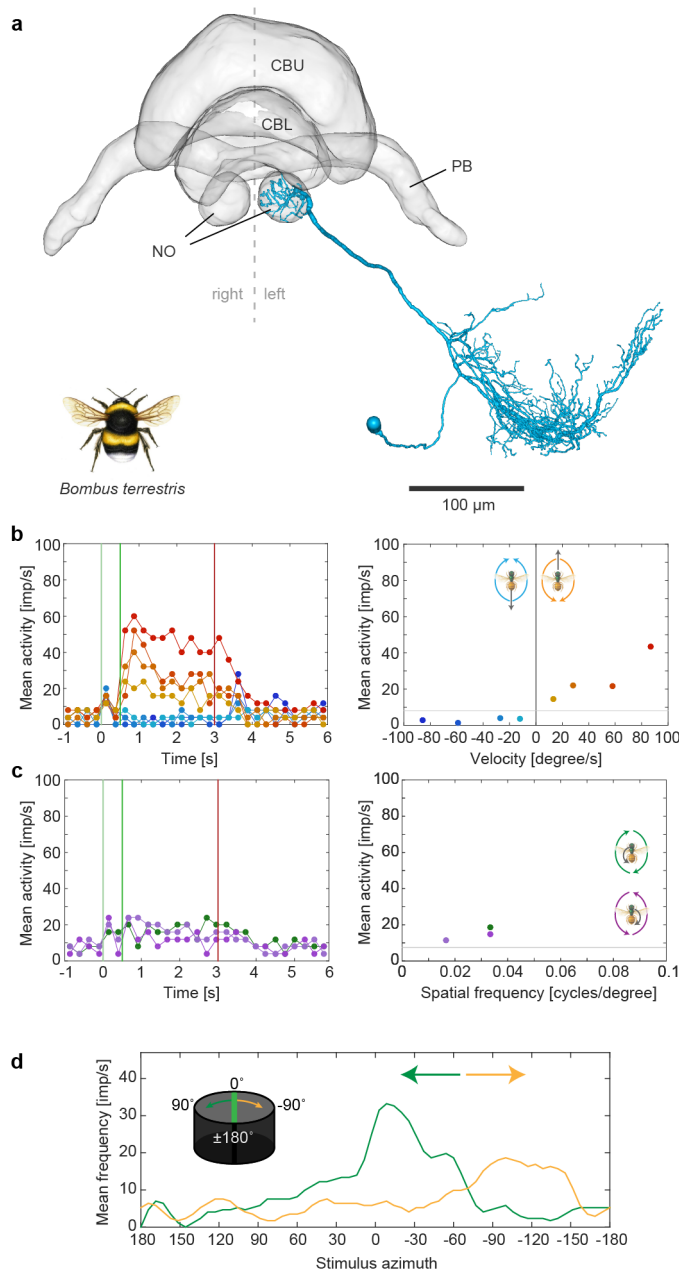 a
CBU
CBL
PB
NO
right
left
Bombus terrestris
100 µm
b
Mean activity [imp/s]
100
80
60
40
20
0
-1 0 1 2 3 4 5 6
Time [s]
Mean activity [imp/s]
100
80
60
40
20
0
-100 -80 -60 -40 -20 0 20 40 60 80 100
Velocity [degree/s]
c
Mean activity [imp/s]
100
80
60
40
20
0
-1 0 1 2 3 4 5 6
Time [s]
Mean activity [imp/s]
100
80
60
40
20
0
0 0.02 0.04 0.06 0.08 0.1
Spatial frequency [cycles/degree]
d
Mean frequency [imp/s]
40
30
20
10
0
0°
90°
-90°
±180°
180 150 120 90 60 30 0 -30 -60 -90 -120 -150 -180
Stimulus azimuth